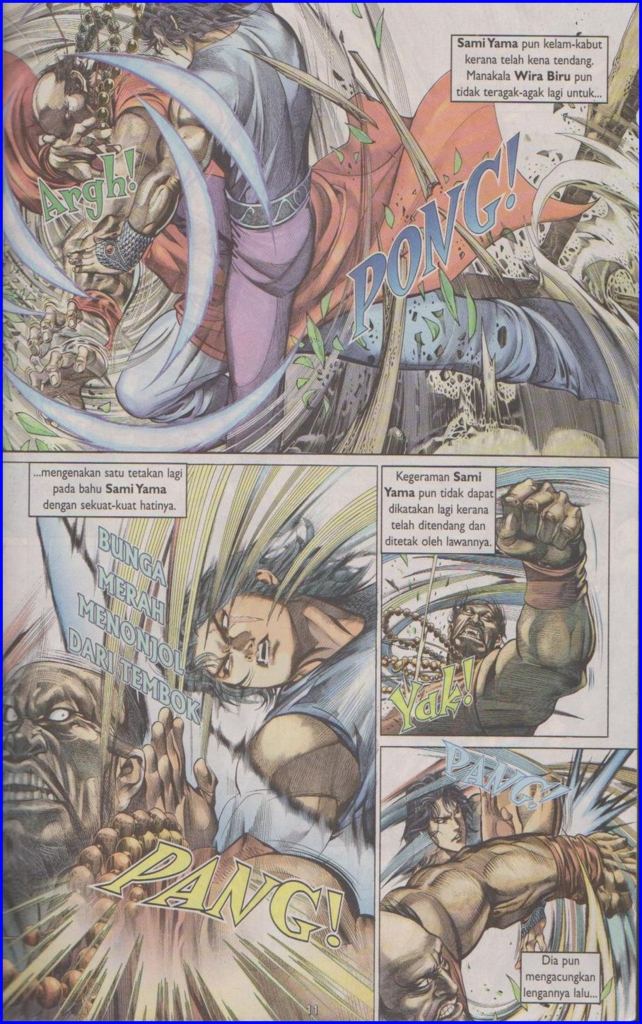 Sami Yama pun kelam-kabut
kerana telah kena tendang.
Manakala Wira Biru pun
tidak teragak-agak lagi untuk...
Argh!
PONG!
...mengenakan satu tetakan lagi
pada bahu Sami Yama
dengan sekuat-kuat hatinya.
BUNGA
MERAH
MENONJOL
DARI TEMBOK
PANG!
Kegeraman Sami
Yama pun tidak dapat
dikatakan lagi kerana
telah ditendang dan
ditetak oleh lawannya.
Yak!
PANG!
Dia pun
mengacungkan
lengannya lalu...
11